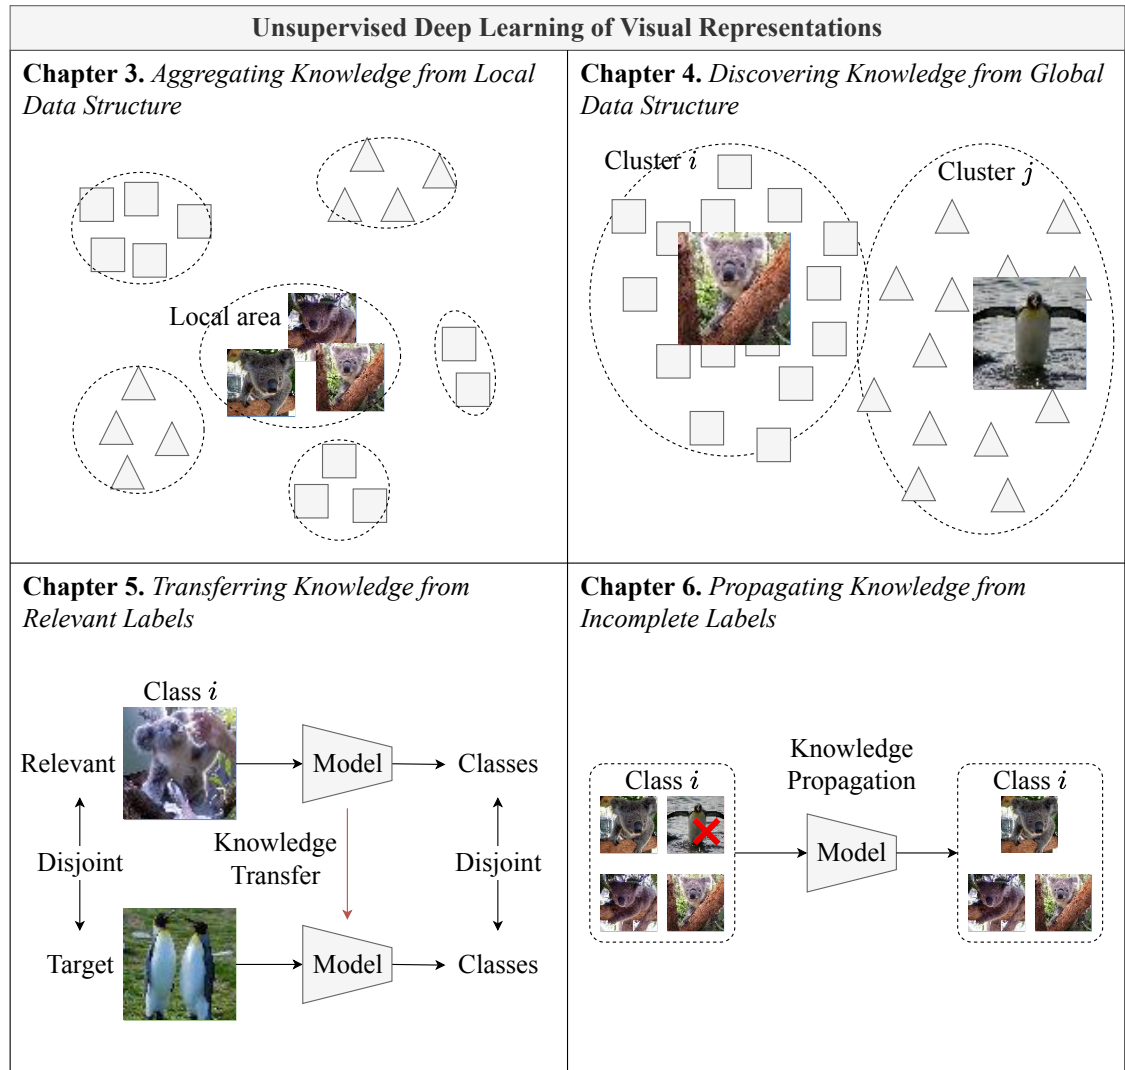 Unsupervised Deep Learning of Visual Representations
Chapter 3. Aggregating Knowledge from Local
Data Structure
Local area
Chapter 4. Discovering Knowledge from Global
Data Structure
Cluster i
Cluster j
Chapter 5. Transferring Knowledge from
Relevant Labels
Class i
Relevant
Model
Classes
Disjoint
Knowledge
Transfer
Disjoint
Target
Model
Classes
Chapter 6. Propagating Knowledge from
Incomplete Labels
Knowledge
Propagation
Class i
Model
Class i